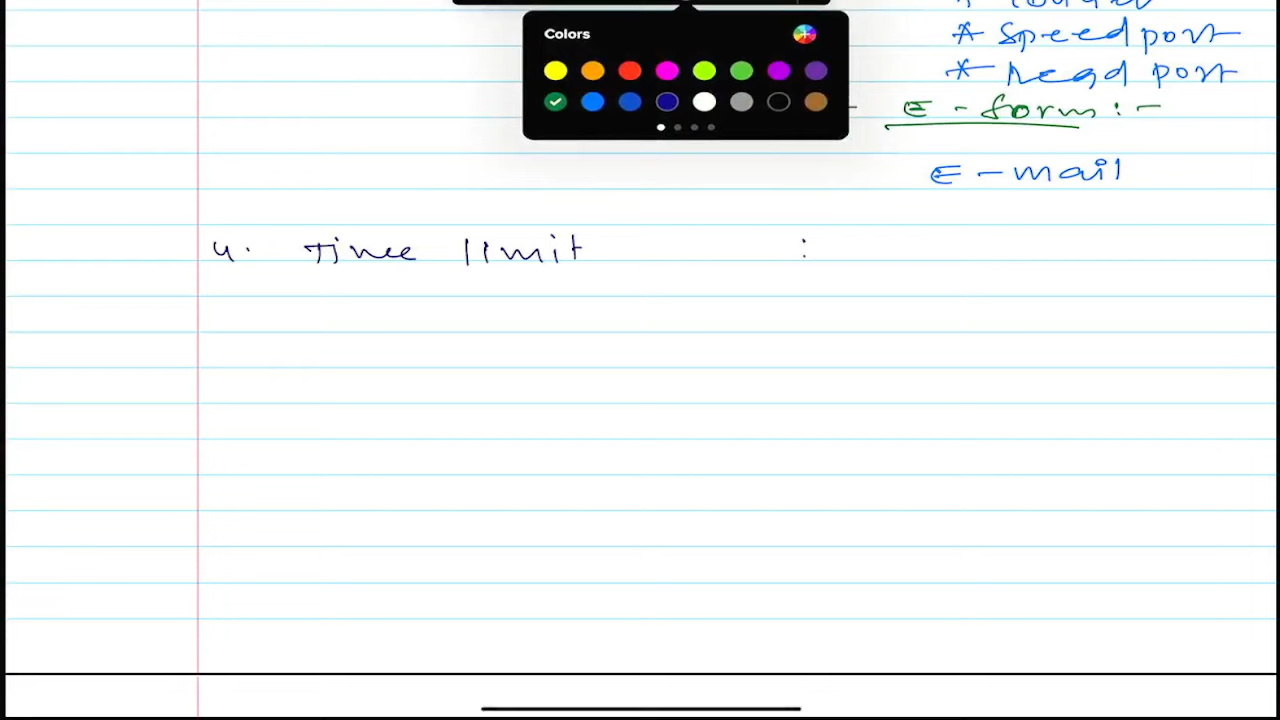 Colors
* Speed post
* Regd post
E - form :-
E - mail
4. Time limit :